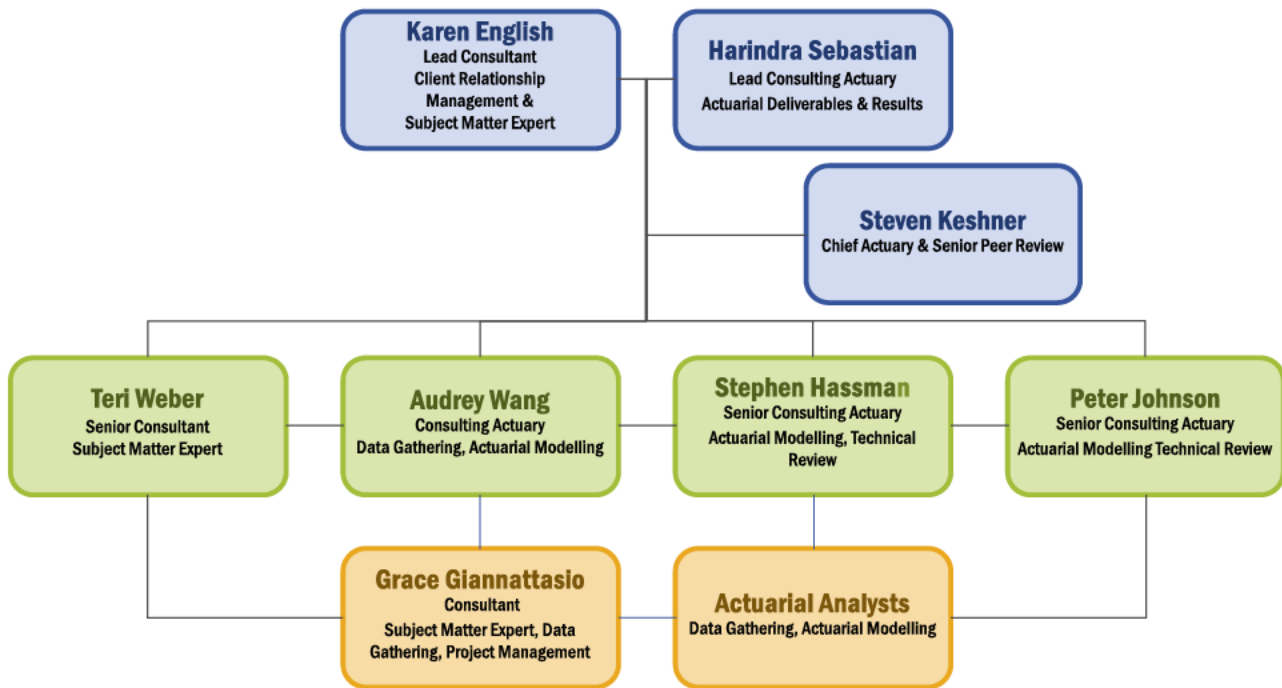 Karen English
Lead Consultant
Client Relationship
Management &
Subject Matter Expert
Harindra Sebastian
Lead Consulting Actuary
Actuarial Deliverables & Results
Steven Keshner
Chief Actuary & Senior Peer Review
Teri Weber
Senior Consultant
Subject Matter Expert
Audrey Wang
Consulting Actuary
Data Gathering, Actuarial Modelling
Stephen Hassman
Senior Consulting Actuary
Actuarial Modelling, Technical
Review
Peter Johnson
Senior Consulting Actuary
Actuarial Modelling Technical Review
Grace Giannattasio
Consultant
Subject Matter Expert, Data
Gathering, Project Management
Actuarial Analysts
Data Gathering, Actuarial Modelling